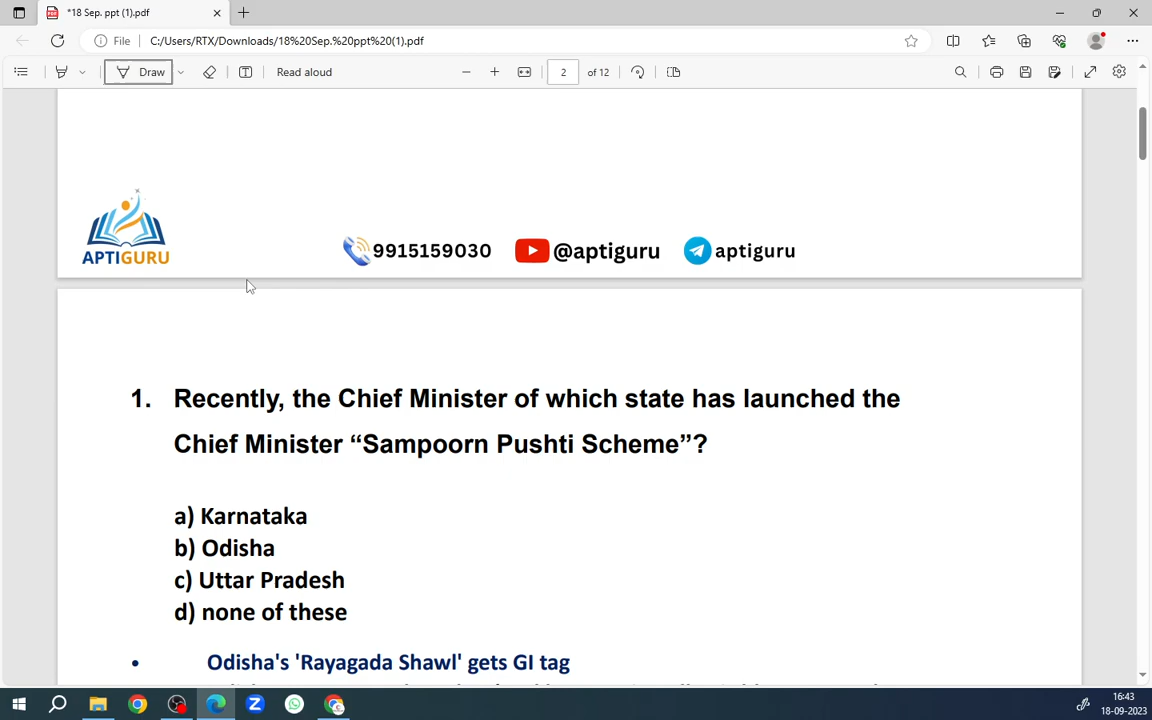 *18 Sep. ppt (1).pdf
File C:/Users/RTX/Downloads/18%20Sep.%20ppt%20(1).pdf
Draw Read aloud 2 of 12
APTIGURU 9915159030 @aptiguru aptiguru
1. Recently, the Chief Minister of which state has launched the
Chief Minister “Sampoorn Pushti Scheme”?
a) Karnataka
b) Odisha
c) Uttar Pradesh
d) none of these
• Odisha's 'Rayagada Shawl' gets GI tag
16:43
18-09-2023